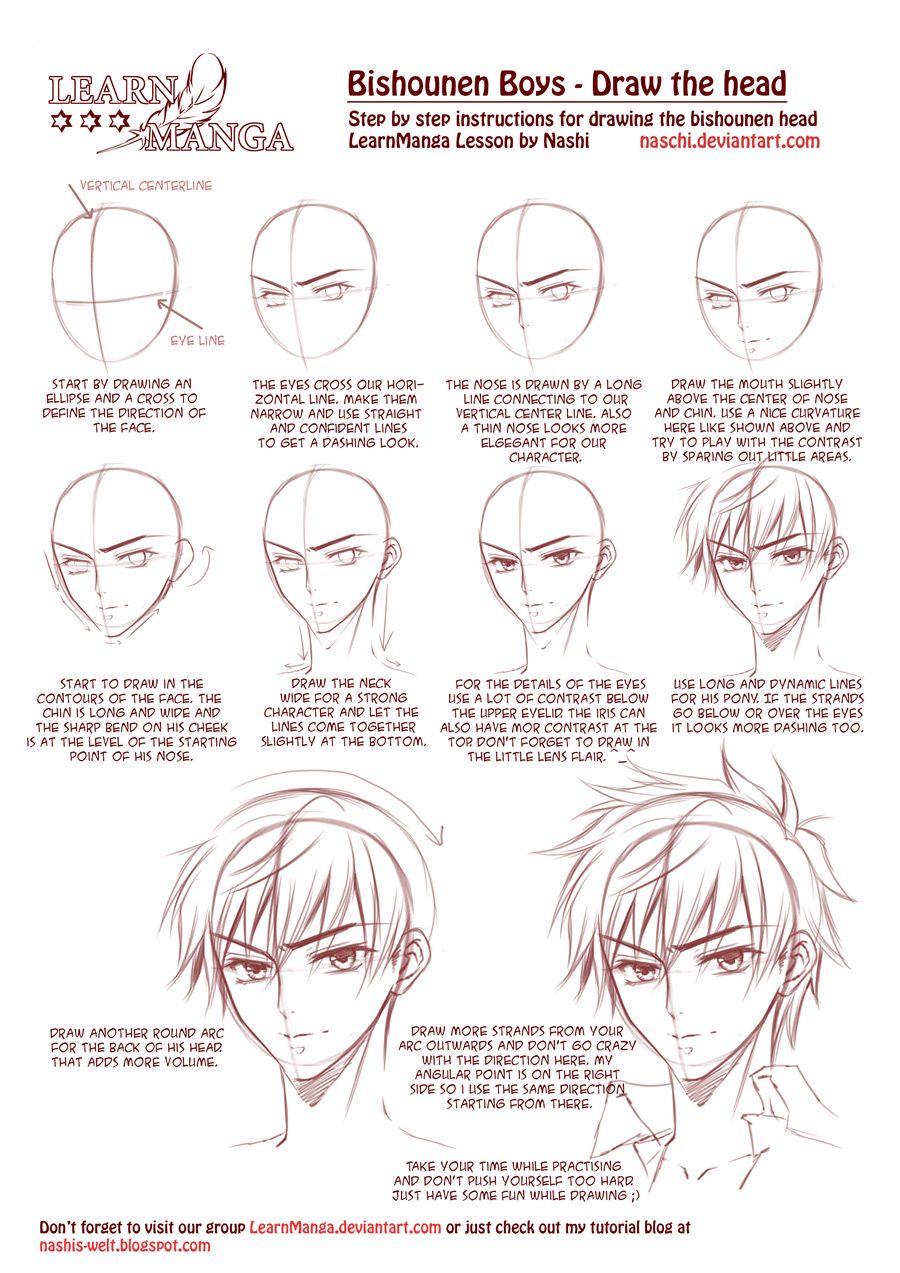 LEARN
MANGA
Bishounen Boys - Draw the head
Step by step instructions for drawing the bishounen head
LearnManga Lesson by Nashi naschi.deviantart.com
VERTICAL CENTERLINE
EYE LINE
START BY DRAWING AN
ELLIPSE AND A CROSS TO
DEFINE THE DIRECTION OF
THE FACE.
THE EYES CROSS OUR HORI-
ZONTAL LINE. MAKE THEM
NARROW AND USE STRAIGHT
AND CONFIDENT LINES
TO GET A DASHING LOOK.
THE NOSE IS DRAWN BY A LONG
LINE CONNECTING TO OUR
VERTICAL CENTER LINE. ALSO
A THIN NOSE LOOKS MORE
ELGEGANT FOR OUR
CHARACTER.
DRAW THE MOUTH SLIGHTLY
ABOVE THE CENTER OF NOSE
AND CHIN. USE A NICE CURVATURE
HERE LIKE SHOWN ABOVE AND
TRY TO PLAY WITH THE CONTRAST
BY SPARING OUT LITTLE AREAS.
START TO DRAW IN THE
CONTOURS OF THE FACE. THE
CHIN IS LONG AND WIDE AND
THE SHARP BEND ON HIS CHEEK
IS AT THE LEVEL OF THE STARTING
POINT OF HIS NOSE.
DRAW THE NECK
WIDE FOR A STRONG
CHARACTER AND LET THE
LINES COME TOGETHER
SLIGHTLY AT THE BOTTOM.
FOR THE DETAILS OF THE EYES
USE A LOT OF CONTRAST BELOW
THE UPPER EYELID. THE IRIS CAN
ALSO HAVE MOR CONTRAST AT THE
TOP. DON'T FORGET TO DRAW IN
THE LITTLE LENS FLAIR. ^_^
USE LONG AND DYNAMIC LINES
FOR HIS PONY. IF THE STRANDS
GO BELOW OR OVER THE EYES
IT LOOKS MORE DASHING TOO.
DRAW ANOTHER ROUND ARC
FOR THE BACK OF HIS HEAD.
THAT ADDS MORE VOLUME.
DRAW MORE STRANDS FROM YOUR
ARC OUTWARDS AND DON'T GO CRAZY
WITH THE DIRECTION HERE. MY
ANGULAR POINT IS ON THE RIGHT
SIDE SO I USE THE SAME DIRECTION
STARTING FROM THERE.
TAKE YOUR TIME WHILE PRACTISING
AND DON'T PUSH YOURSELF TOO HARD.
JUST HAVE SOME FUN WHILE DRAWING ;)
Don't forget to visit our group LearnManga.deviantart.com or just check out my tutorial blog at
nashis-welt.blogspot.com